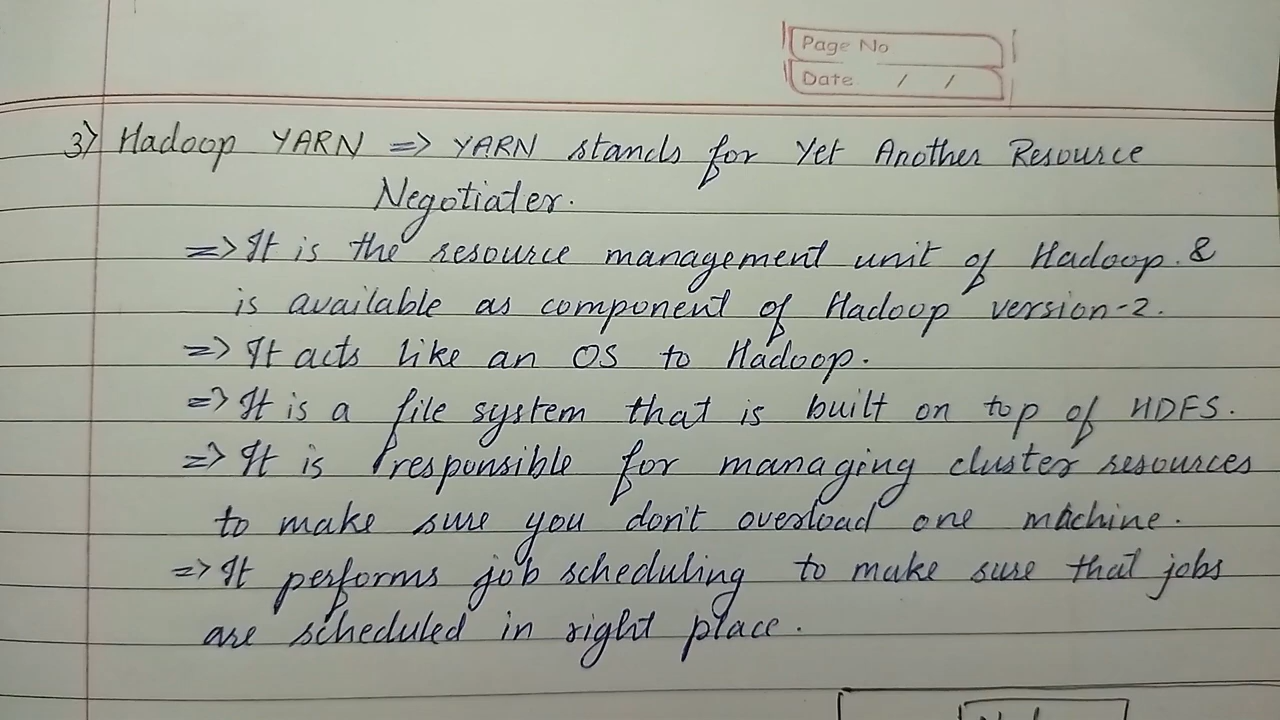 Page No
Date / /
3) Hadoop YARN => YARN stands for Yet Another Resource
Negotiater.
=> It is the resource management unit of Hadoop. &
is available as component of Hadoop version-2.
=> It acts like an OS to Hadoop.
=> It is a file system that is built on top of HDFS.
=> It is responsible for managing cluster resources
to make sure you don't overload one machine.
=> It performs job scheduling to make sure that jobs
are scheduled in right place.